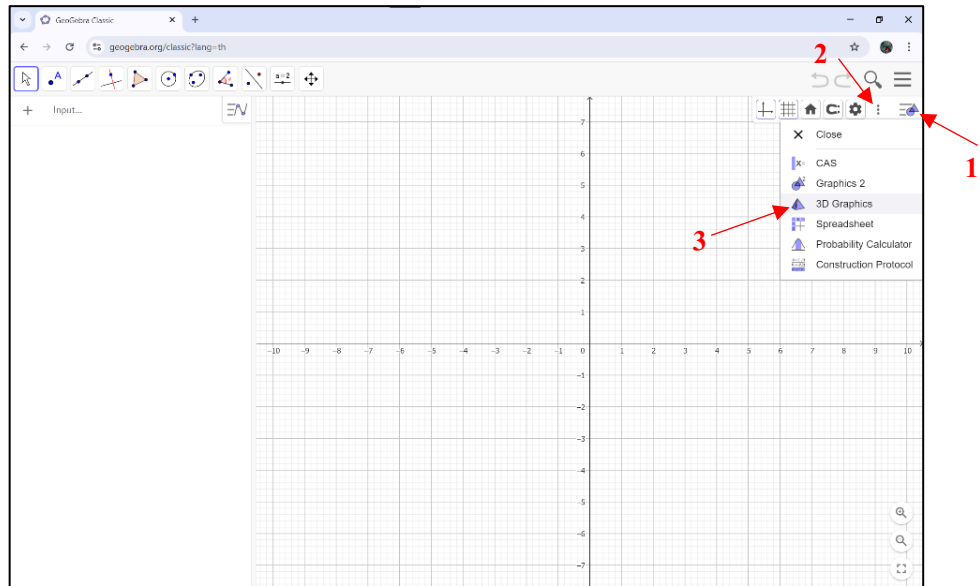 GeoGebra Classic
geogebra.org/classic?lang=th
2
A
a=2
Input...
1
Close
CAS
Graphics 2
3D Graphics
Spreadsheet
Probability Calculator
Construction Protocol
3
7
6
5
4
3
2
1
-10 -9 -8 -7 -6 -5 -4 -3 -2 -1 0 1 2 3 4 5 6 7 8 9 10
-1
-2
-3
-4
-5
-6
-7